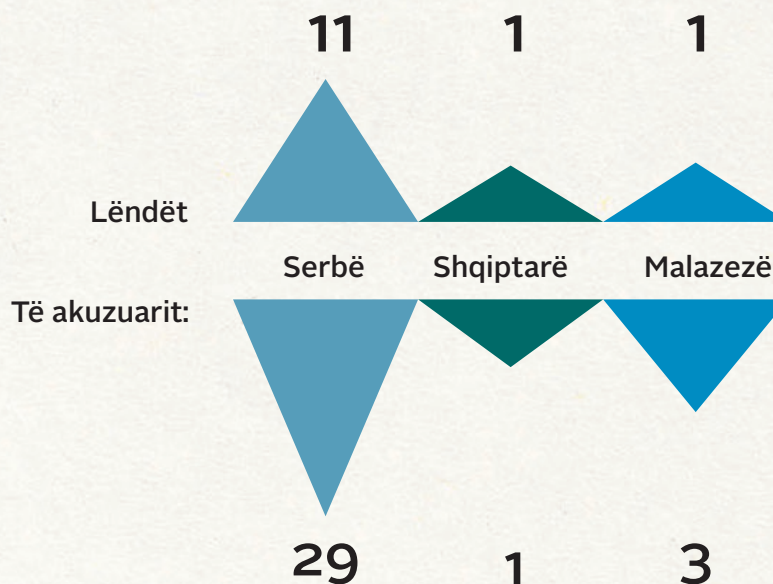 11 1 1
Lëndët
Serbë Shqiptarë Malazezë
Të akuzuarit:
29 1 3